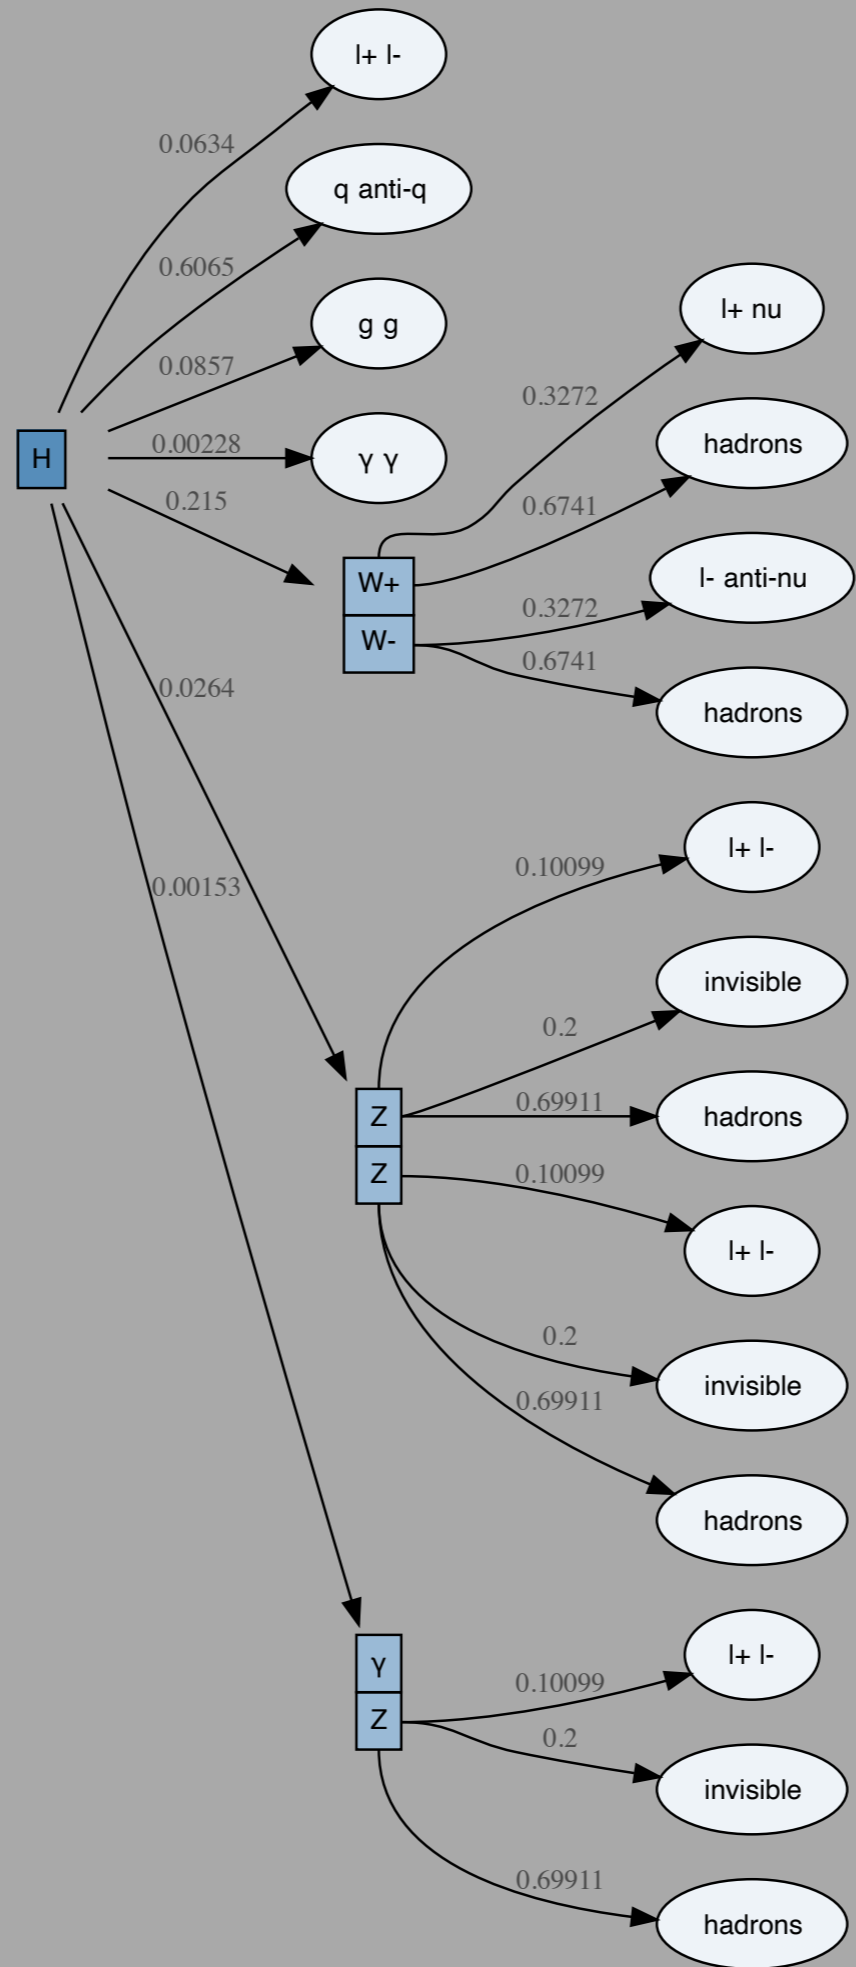 l+ l-
0.0634
q anti-q
0.6065
l+ nu
g g
0.0857
0.3272
hadrons
H
0.00228
γ γ
0.215
0.6741
W+
l- anti-nu
0.3272
W-
0.6741
0.0264
hadrons
l+ l-
0.10099
0.00153
invisible
0.2
Z
0.69911
hadrons
Z
0.10099
l+ l-
0.2
invisible
0.69911
hadrons
l+ l-
γ
0.10099
Z
0.2
invisible
0.69911
hadrons